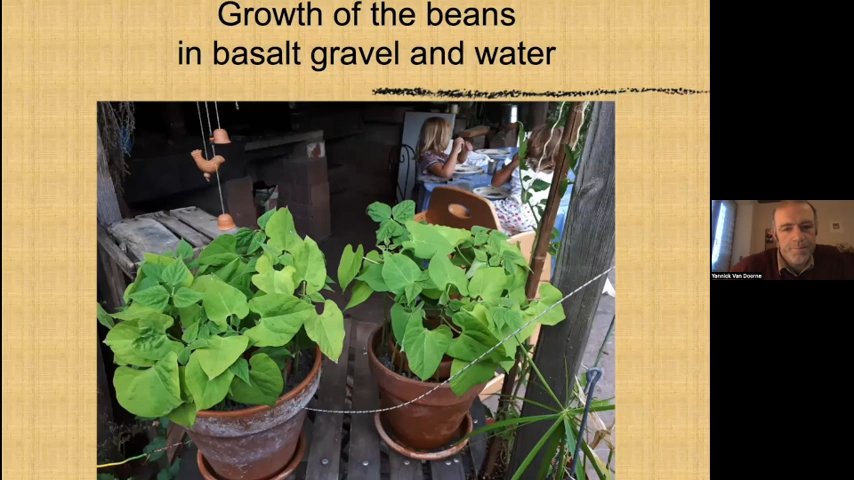 Growth of the beans
in basalt gravel and water
Yannick Van Doorne